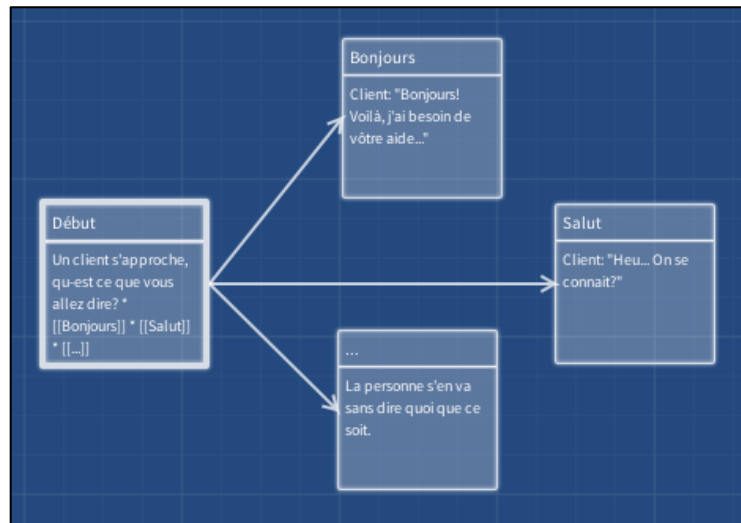 Début
Un client s'approche,
qu-est ce que vous
allez dire? *
[[Bonjours]] * [[Salut]]
* [[...]]
Bonjours
Client: "Bonjours!
Voilà, j'ai besoin de
vôtre aide..."
Salut
Client: "Heu... On se
connait?"
...
La personne s'en va
sans dire quoi que ce
soit.